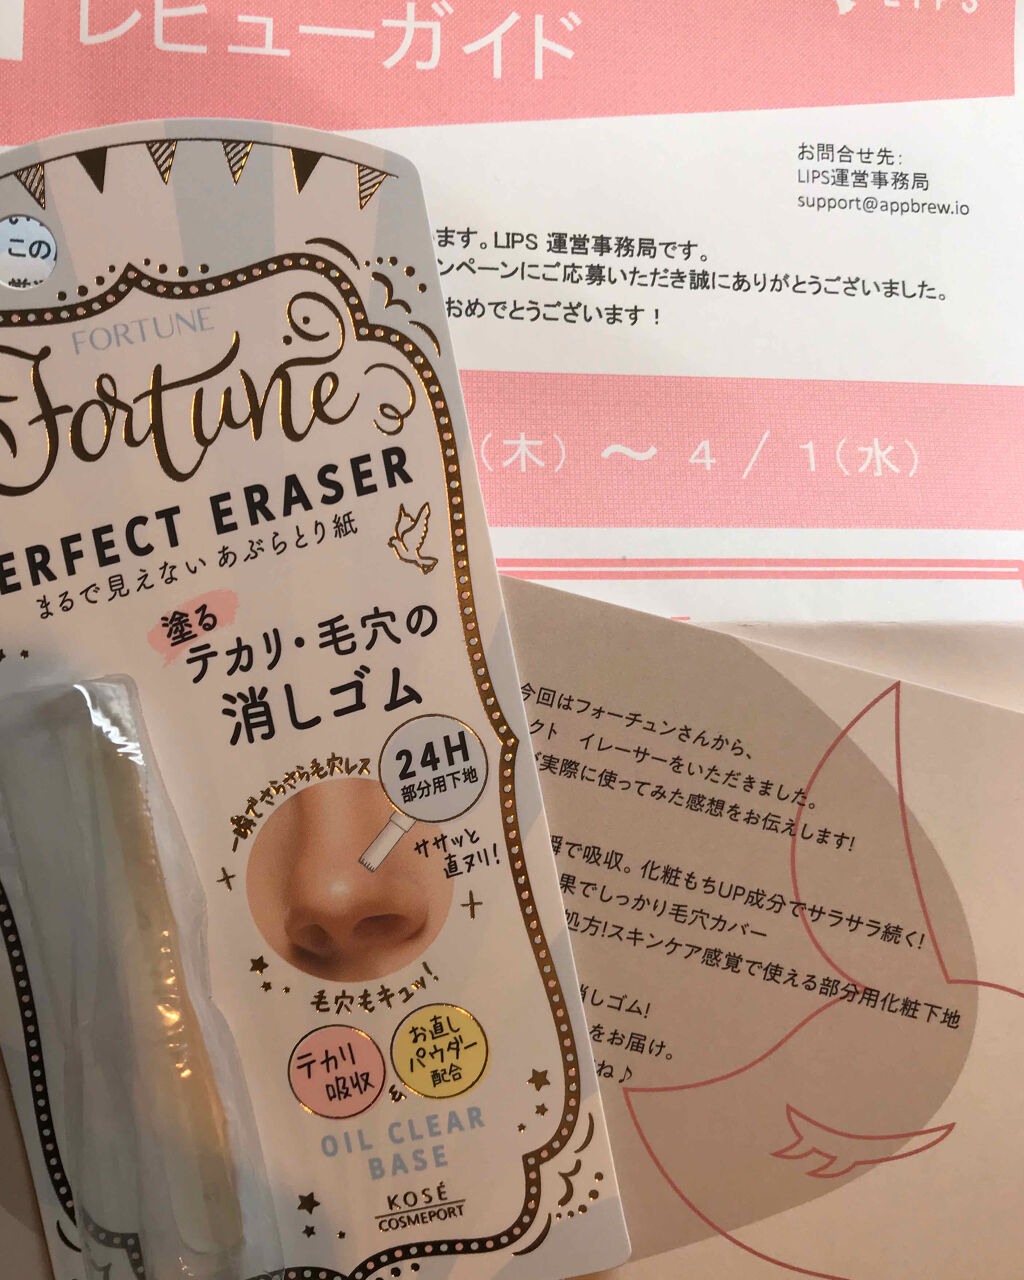 レビューガイド
LIPS
お問合せ先:
LIPS運営事務局
support@appbrew.io
ます。LIPS 運営事務局です。
ンペーンにご応募いただき誠にありがとうございました。
おめでとうございます！
(木) ～ 4 / 1(水)
この
FORTUNE
Fortune
ERFECT ERASER
まるで見えない あぶらとり紙
塗る
テカリ・毛穴の
消しゴム
24H
部分用下地
一瞬でさらさら毛穴レス
ササッと
直ヌリ!
毛穴もキュッ!
テカリ
吸収
&
お直し
パウダー
配合
OIL CLEAR
BASE
KOSÉ
COSMEPORT
今回はフォーチュンさんから、
クト イレーサーをいただきました。
が実際に使ってみた感想をお伝えします!
瞬で吸収。化粧もちUP成分でサラサラ続く!
果でしっかり毛穴カバー
処方!スキンケア感覚で使える部分用化粧下地
消しゴム!
をお届け。
ね♪